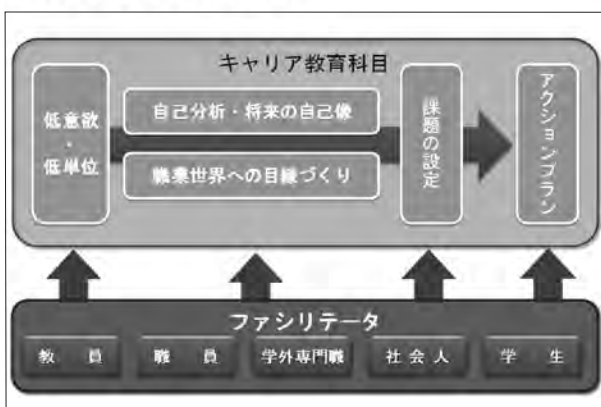 キャリア教育科目
低意欲
・
低単位
自己分析・将来の自己像
職業世界への目線づくり
課題の設定
アクションプラン
ファシリテータ
教員
職員
学外専門職
社会人
学生